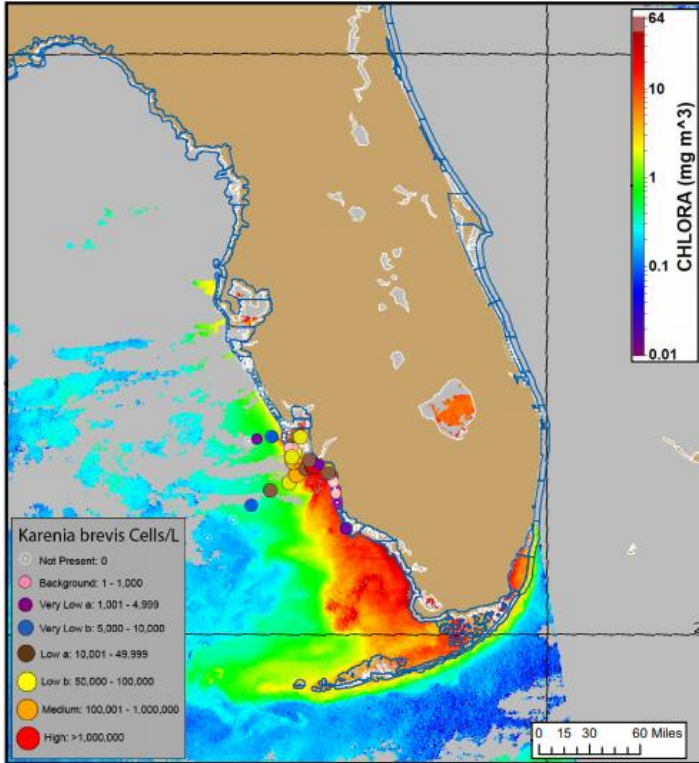 64
10
1
0.1
0.01
CHLORA (mg m^3)
Karenia brevis Cells/L
Not Present: 0
Background: 1 - 1,000
Very Low a: 1,001 - 4,999
Very Low b: 5,000 - 10,000
Low a: 10,001 - 49,999
Low b: 50,000 - 100,000
Medium: 100,001 - 1,000,000
High: >1,000,000
2
0 15 30 60 Miles